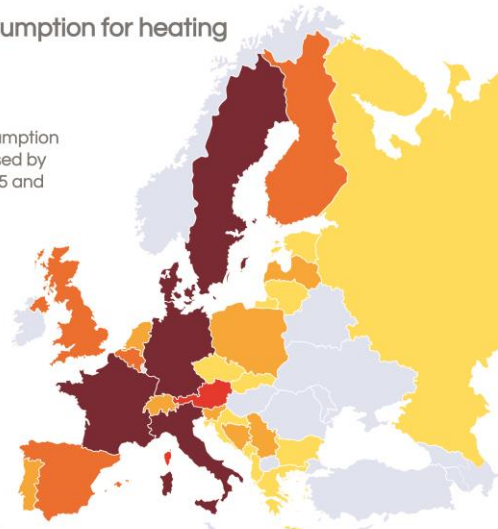 umption for heating
umption
sed by
5 and